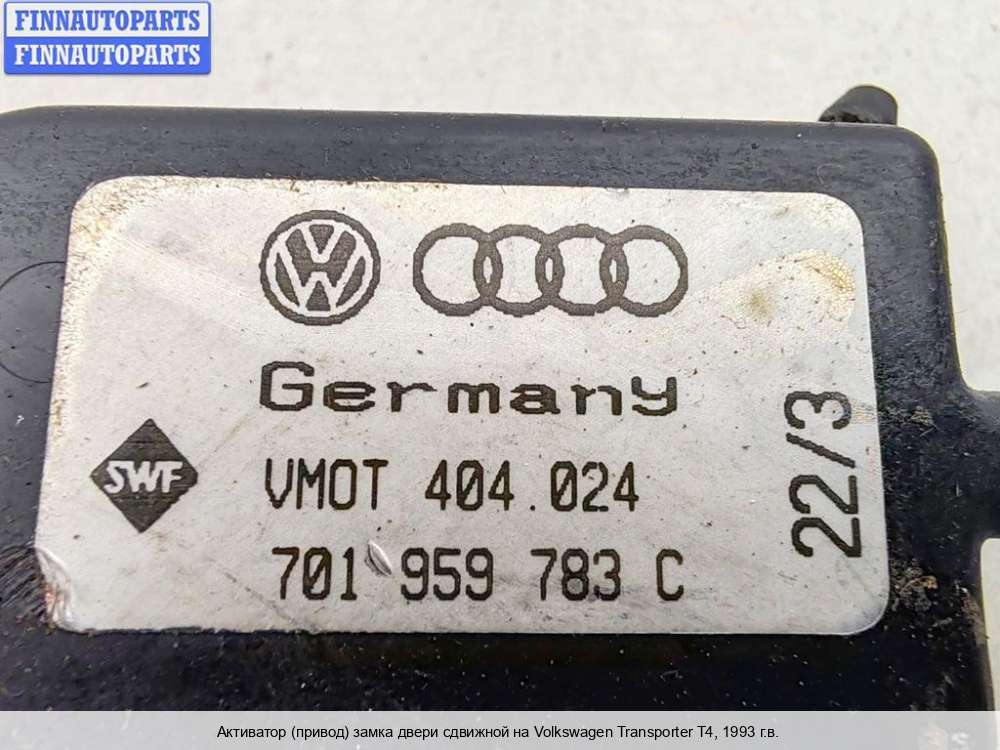 FINNAUTOPARTS
FINNAUTOPARTS
Germany
SWF
VMOT 404.024
701 959 783 C
22/3
Активатор (привод) замка двери сдвижной на Volkswagen Transporter T4, 1993 г.в.